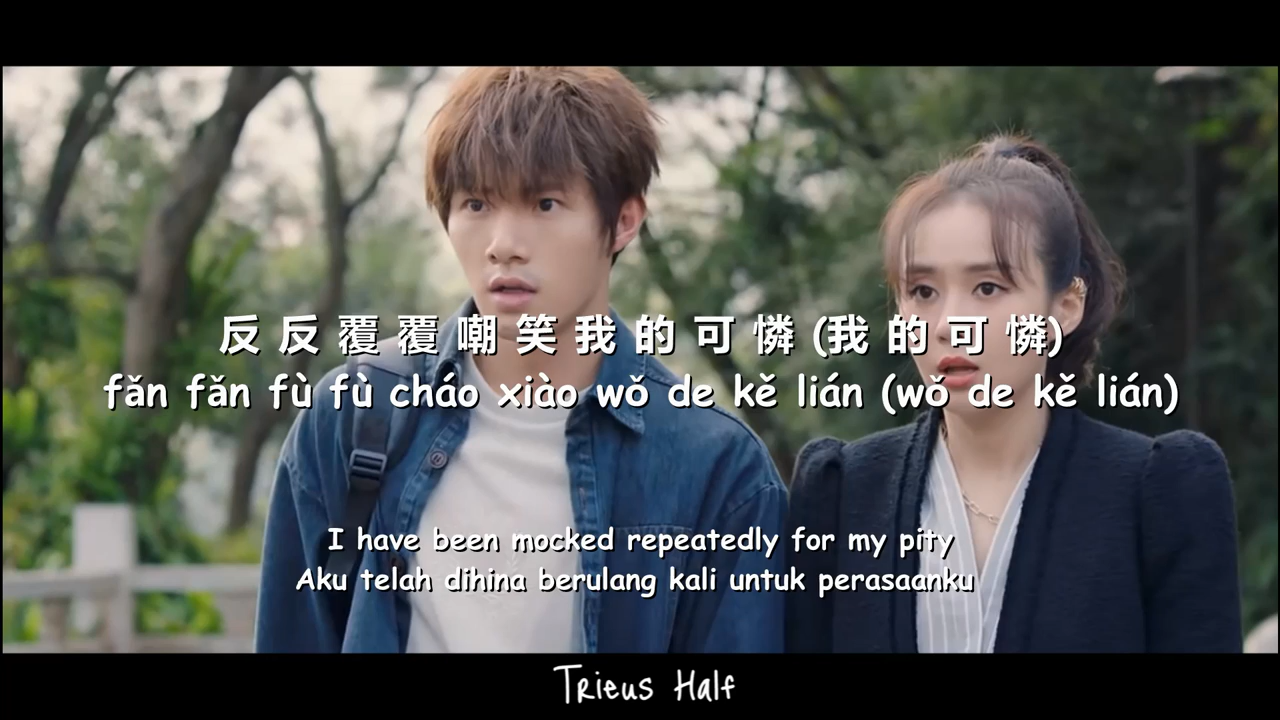 反反覆覆嘲笑我的可憐 (我的可憐)
fǎn fǎn fù fù cháo xiào wǒ de kě lián (wǒ de kě lián)
I have been mocked repeatedly for my pity
Aku telah dihina berulang kali untuk perasaanku
Trieus Half